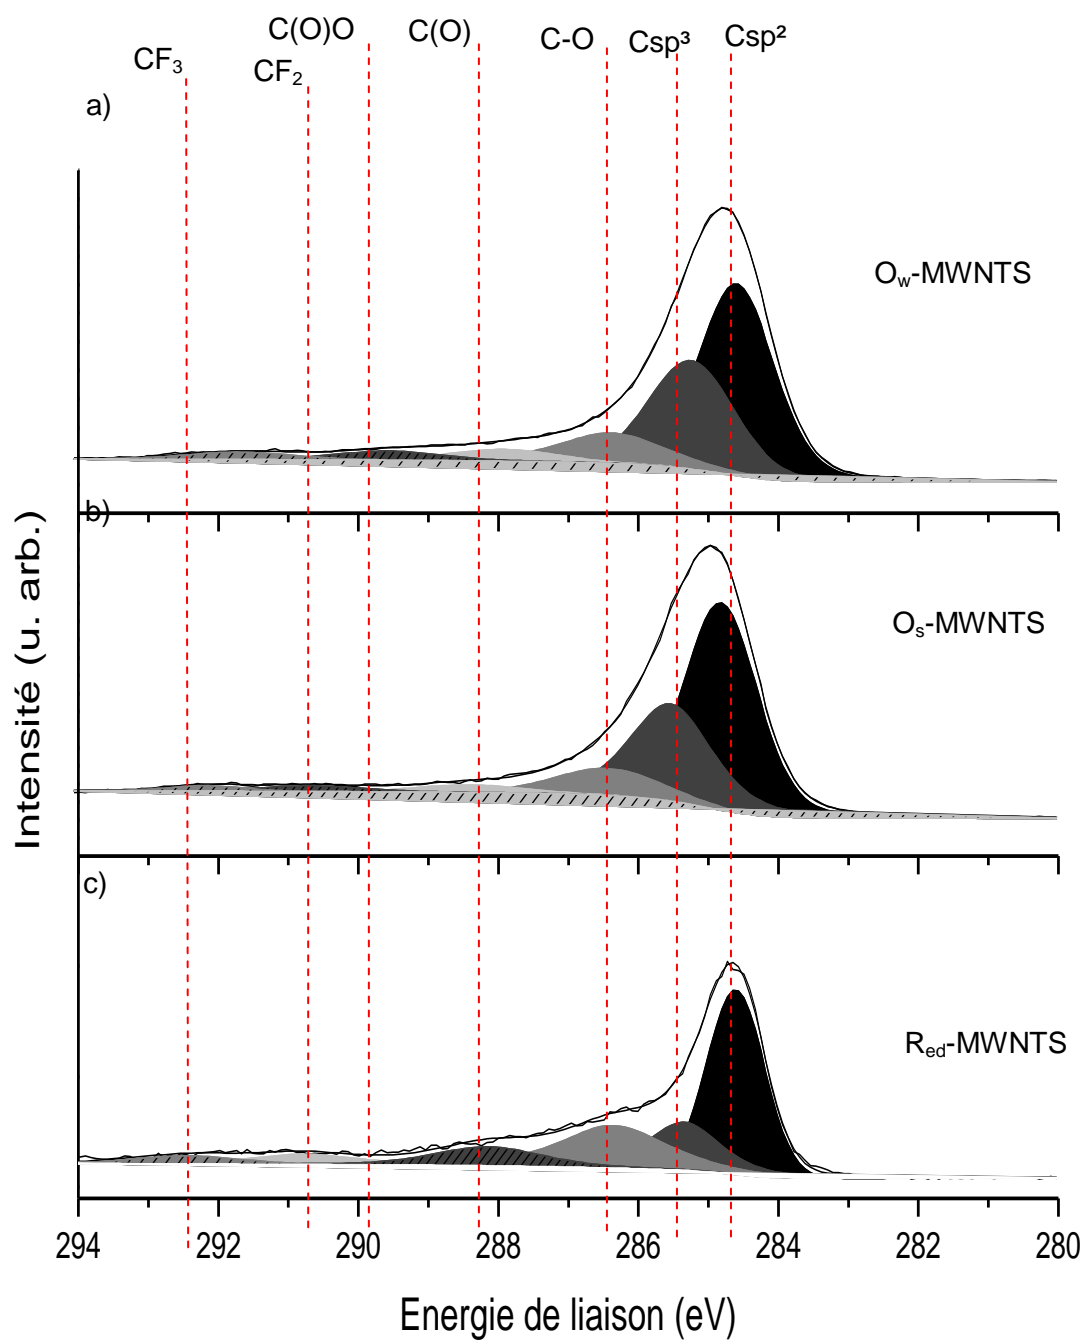 C(O)O C(O) C-O Csp³ Csp²
CF₃ CF₂
a)
Ow-MWNTS
b)
Os-MWNTS
c)
Red-MWNTS
Intensité (u. arb.)
294 292 290 288 286 284 282 280
Energie de liaison (eV)